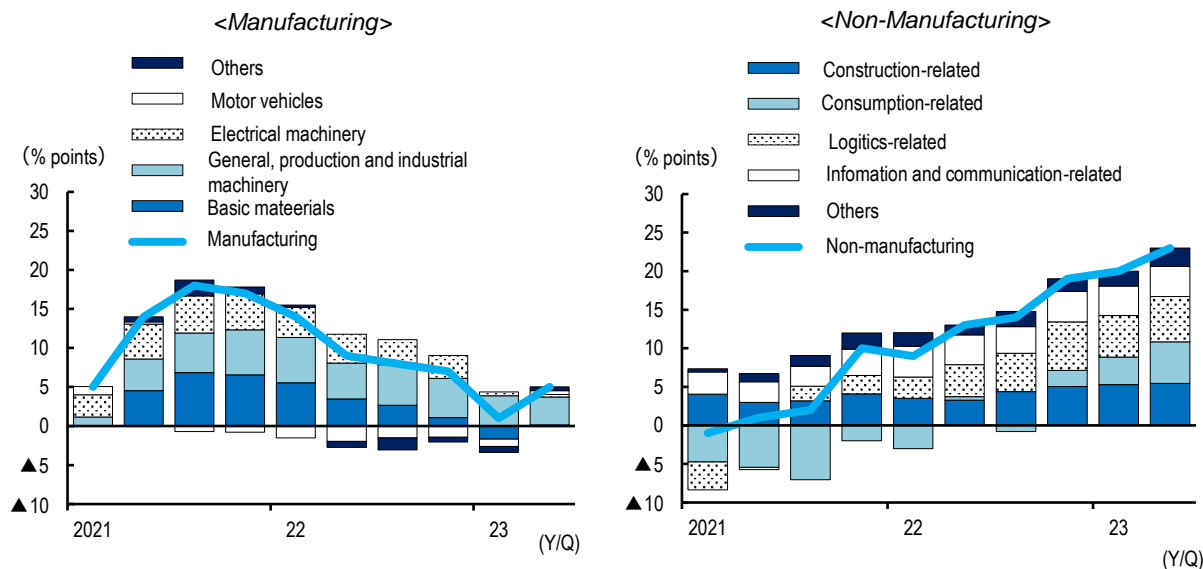 <Manufacturing>
Others
Motor vehicles
Electrical machinery
General, production and industrial
machinery
Basic mateerials
Manufacturing
(% points)
30
25
20
15
10
5
0
▲ 5
▲ 10
2021
22
23
(Y/Q)
<Non-Manufacturing>
Construction-related
Consumption-related
Logitics-related
Infomation and communication-related
Others
Non-manufacturing
(% points)
30
25
20
15
10
5
0
▲ 5
▲ 10
2021
22
23
(Y/Q)